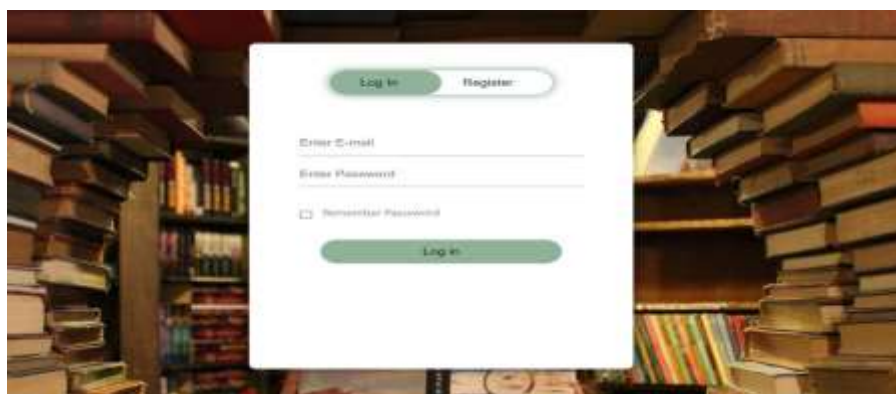 Log In Register
Enter E-mail
Enter Password
Remember Password
Log in